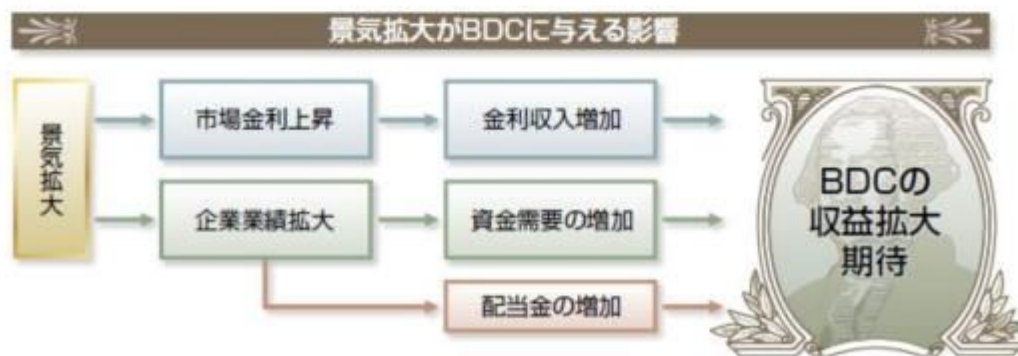 景気拡大がBDCに与える影響
景気拡大
市場金利上昇
金利収入増加
企業業績拡大
資金需要の増加
配当金の増加
BDCの
収益拡大
期待